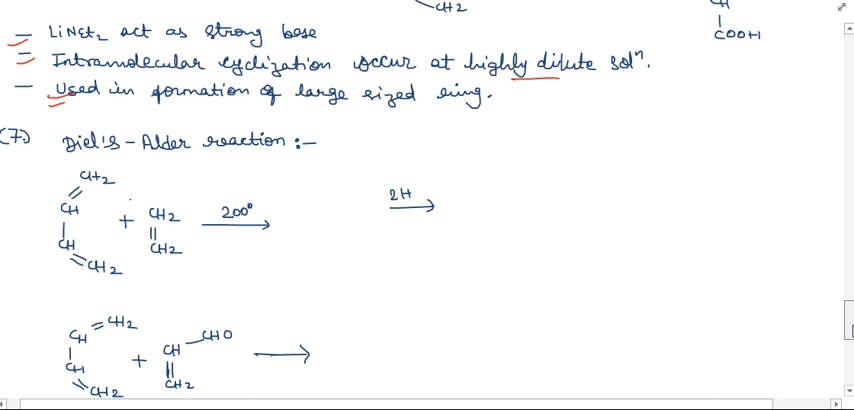 CH2
CH
COOH
— LiNEt2 act as strong base
— Intramolecular cyclization occur at highly dilute solⁿ.
— Used in formation of large sized ring.
(7.) Diel's - Alder reaction :-
CH2
CH + CH2 200° → 2H →
CH CH2
CH2
CH = CH2
CH + CH — CHO →
CH2 CH2